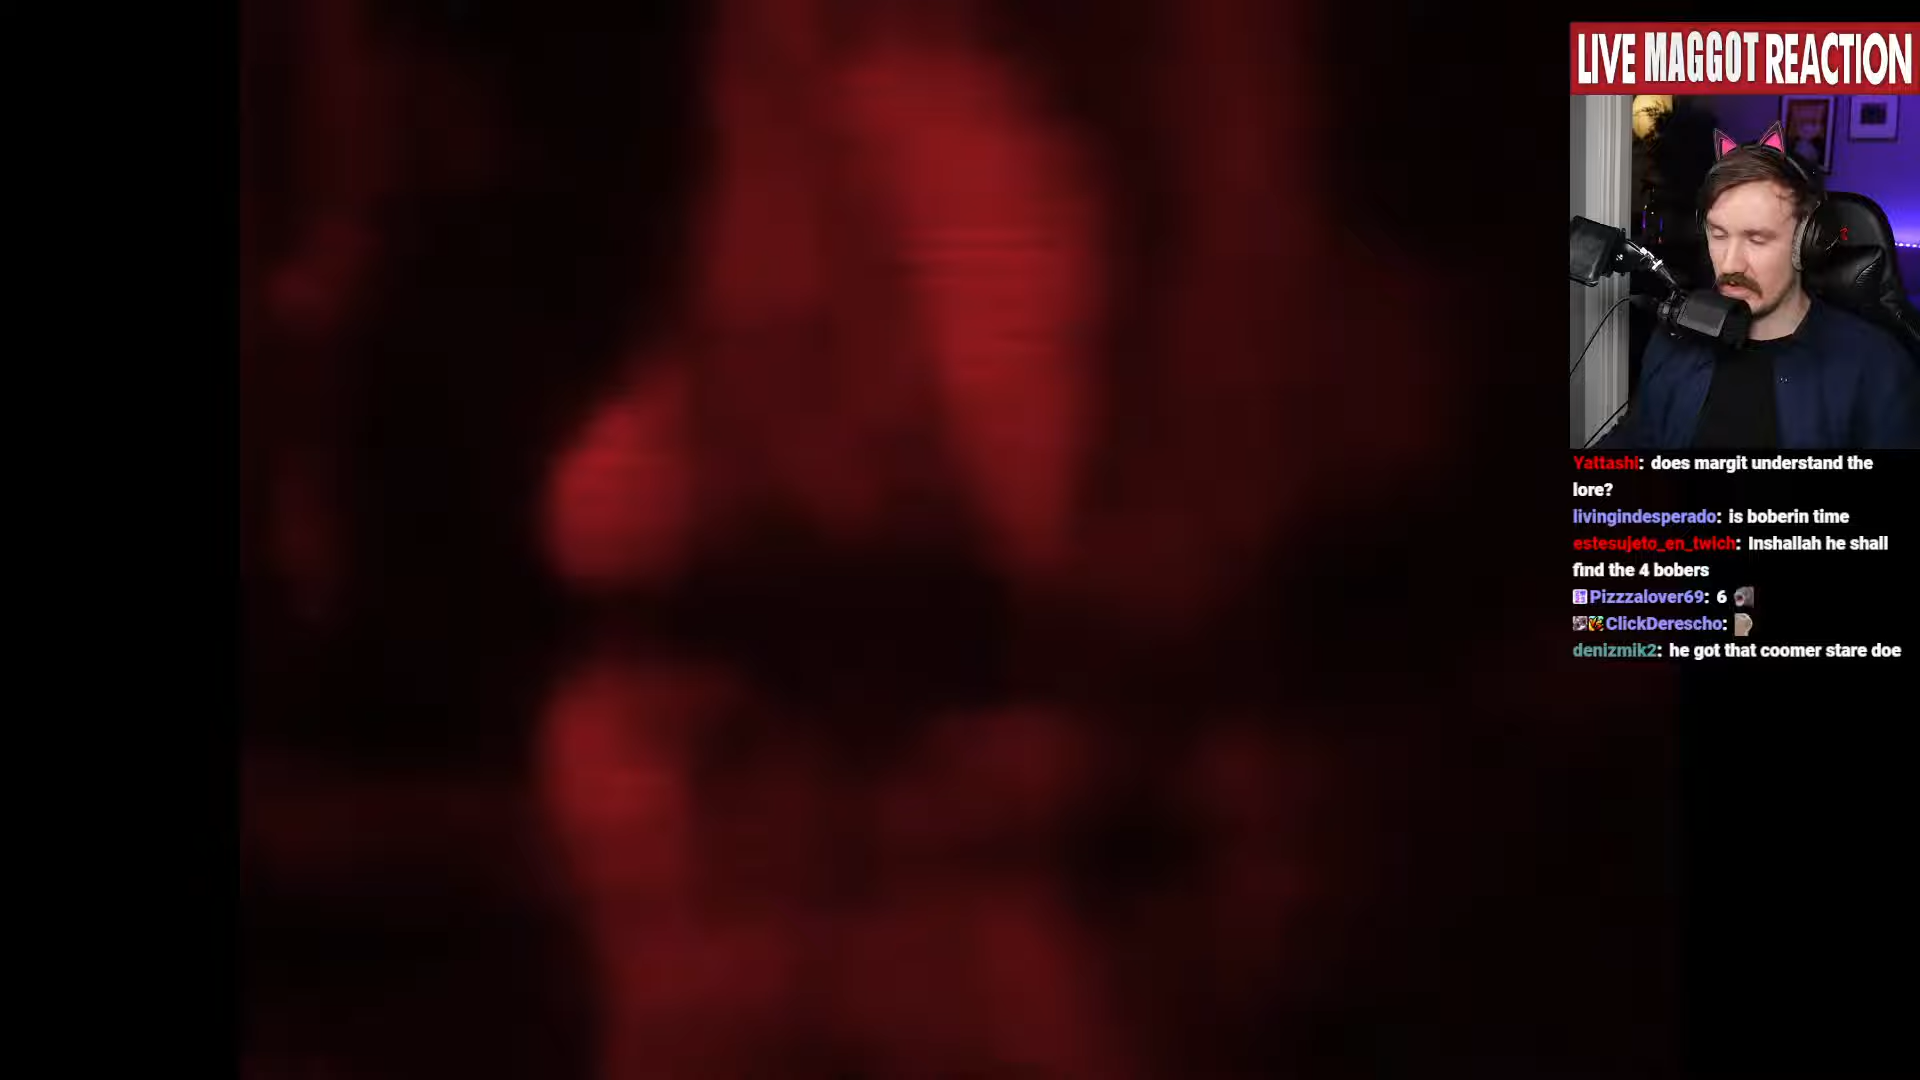 LIVE MAGGOT REACTION
Yattashi: does margit understand the
lore?
livingindesperado: is boberin time
estesujeto_en_twich: Inshallah he shall
find the 4 bobers
Pizzzalover69: 6
ClickDerescho:
denizmik2: he got that coomer stare doe